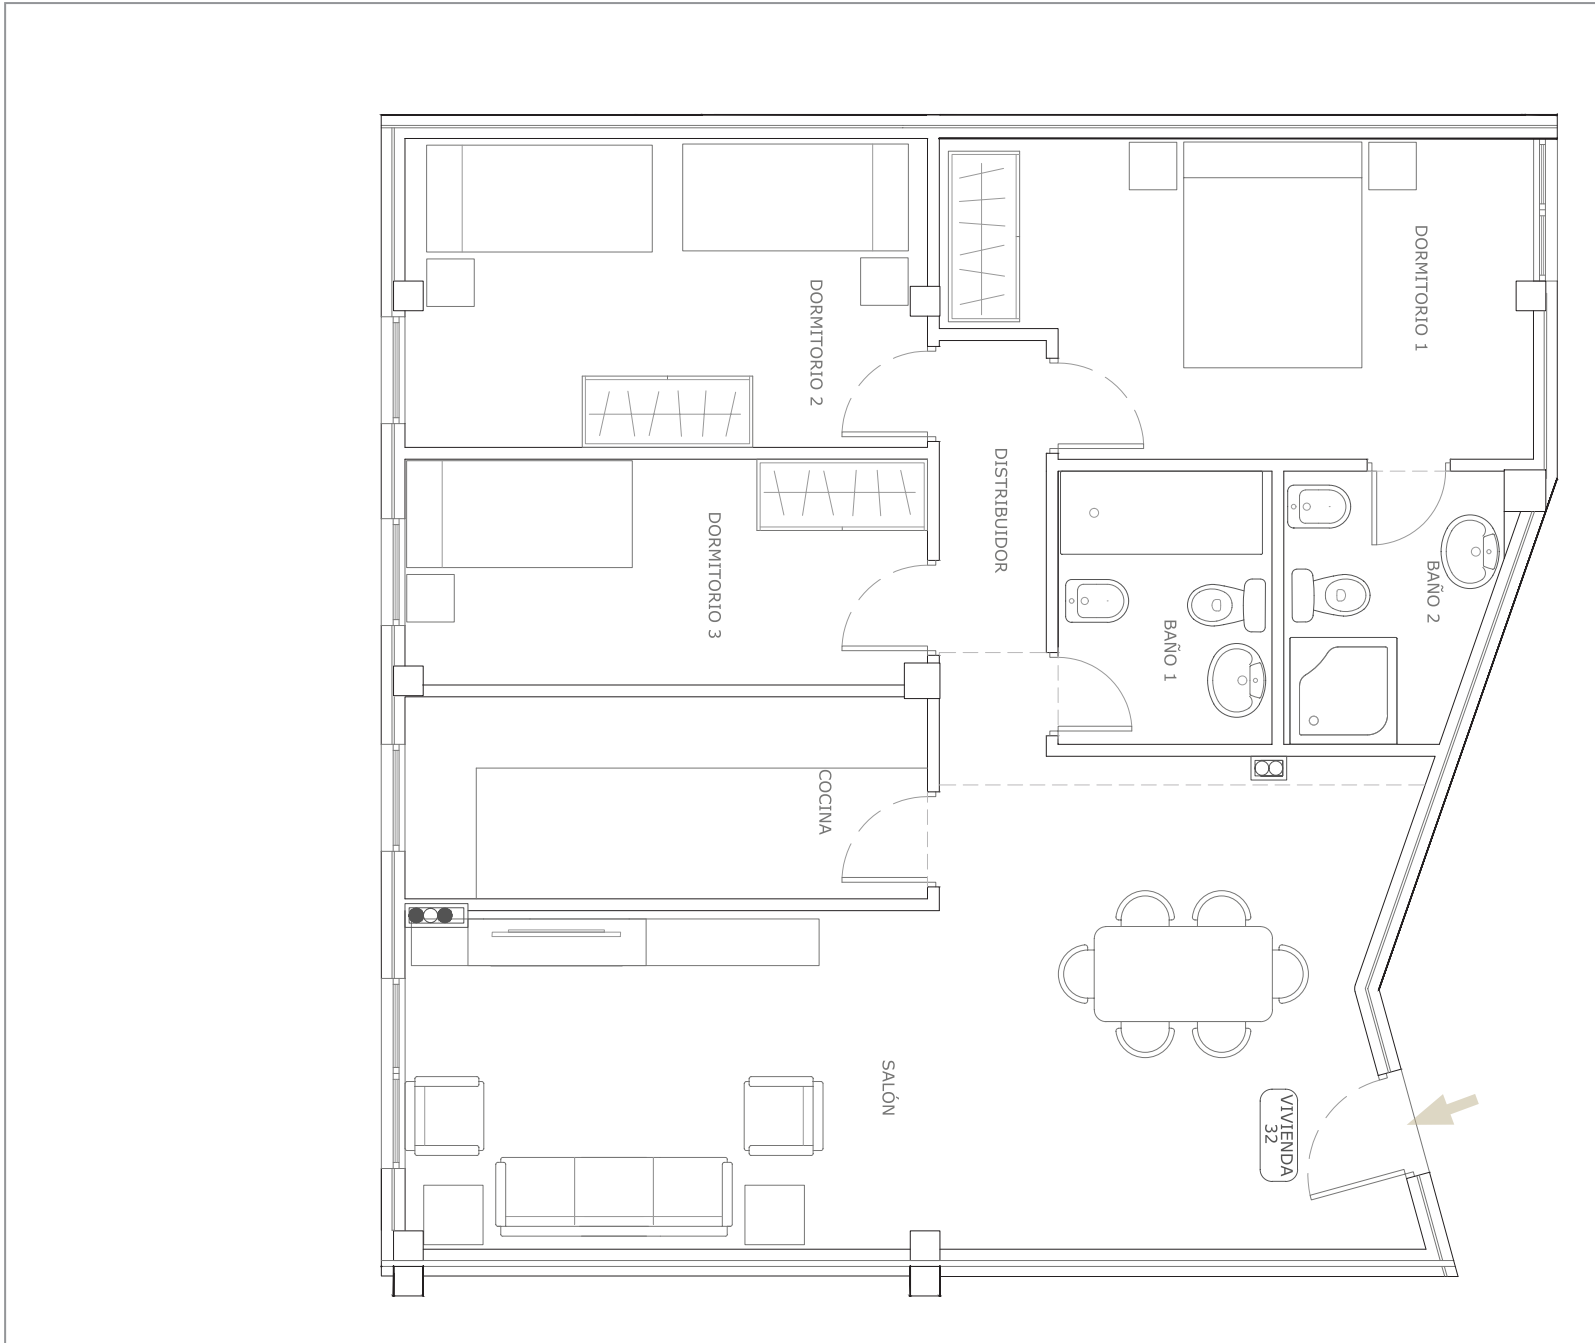 DORMITORIO 1
DORMITORIO 2
DISTRIBUIDOR
DORMITORIO 3
BAÑO 2
BAÑO 1
COCINA
SALÓN
VIVIENDA
32